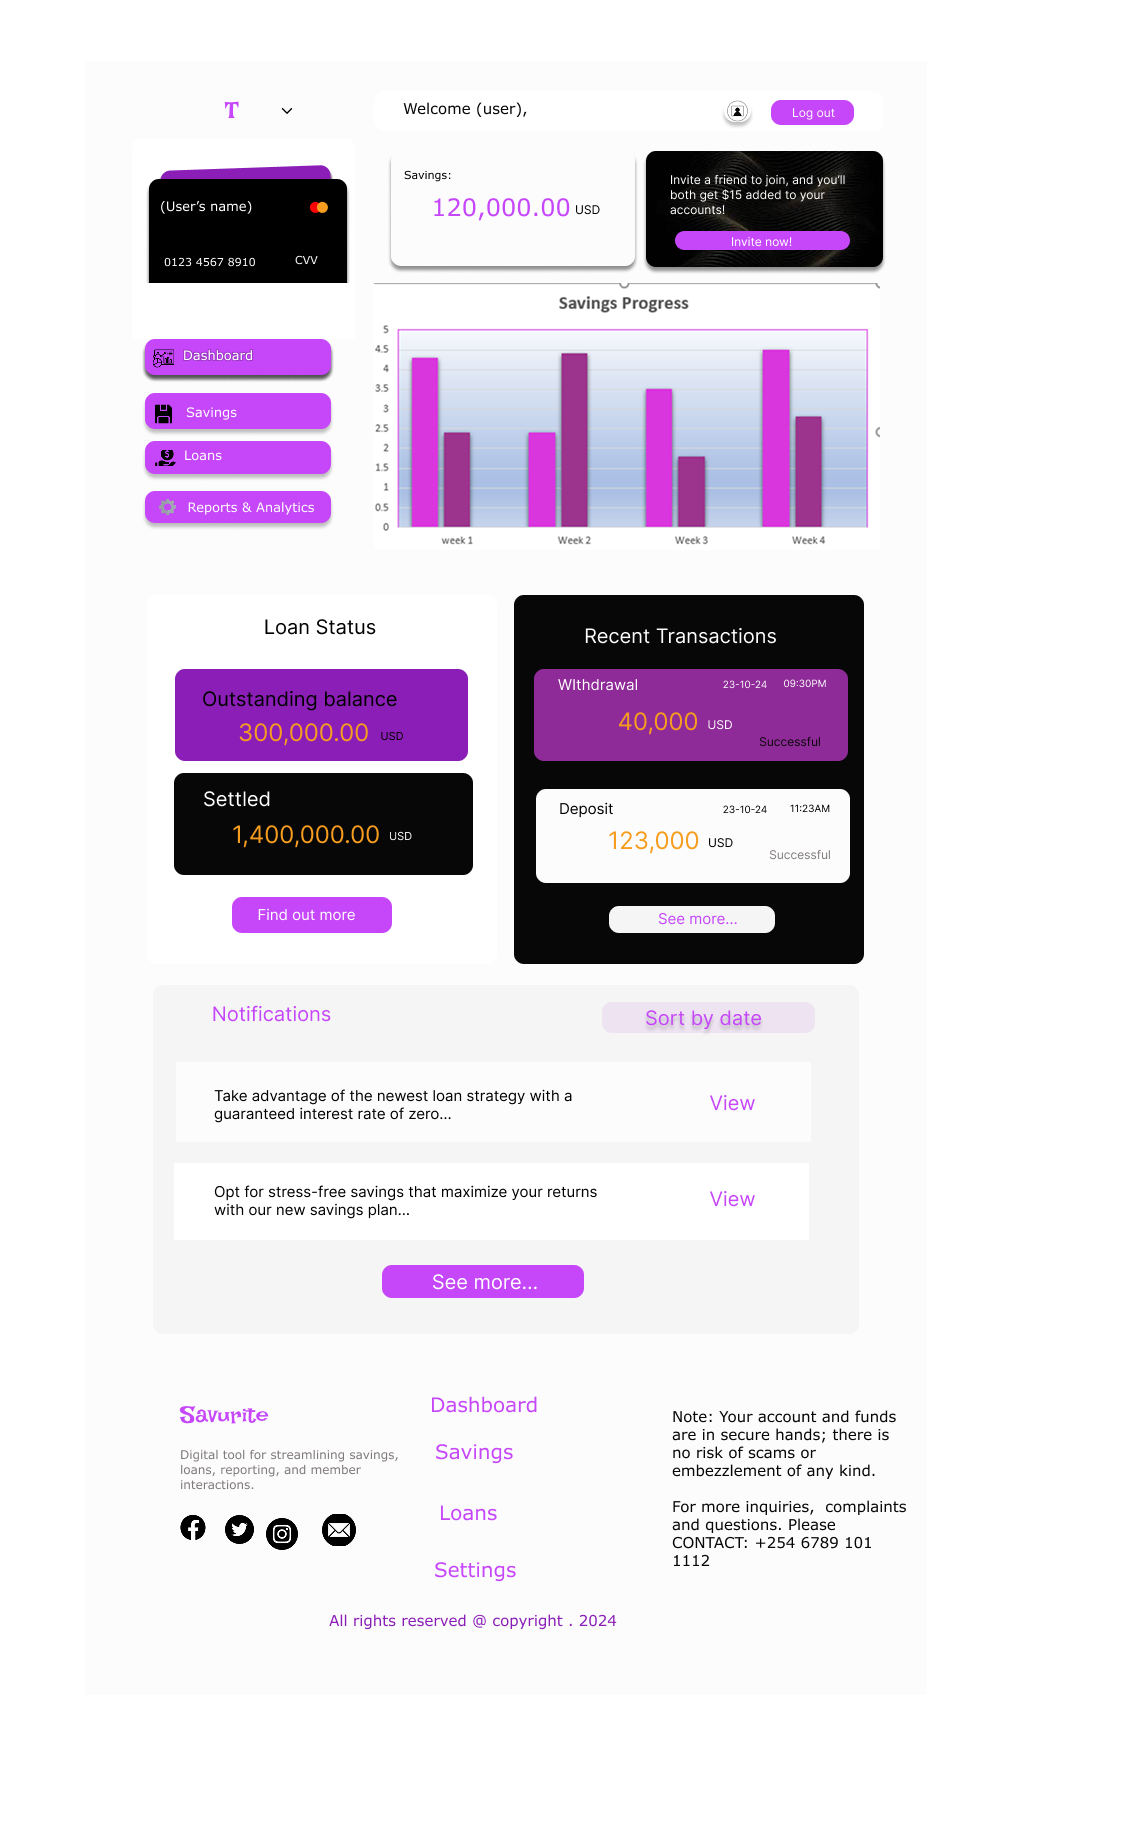 T
Welcome (user),
Log out
(User's name)
0123 4567 8910
CVV
Savings:
120,000.00 USD
Invite a friend to join, and you'll
both get $15 added to your
accounts!
Invite now!
Dashboard
Savings
Loans
Reports & Analytics
Savings Progress
5
4.5
4
3.5
3
2.5
2
1.5
1
0.5
0
week 1
Week 2
Week 3
Week 4
Loan Status
Outstanding balance
300,000.00 USD
Settled
1,400,000.00 USD
Find out more
Recent Transactions
WIthdrawal 23-10-24 09:30PM
40,000 USD
Successful
Deposit 23-10-24 11:23AM
123,000 USD
Successful
See more...
Notifications
Sort by date
Take advantage of the newest loan strategy with a
guaranteed interest rate of zero...
View
Opt for stress-free savings that maximize your returns
with our new savings plan...
View
See more...
Savurite
Digital tool for streamlining savings,
loans, reporting, and member
interactions.
Dashboard
Savings
Loans
Settings
Note: Your account and funds
are in secure hands; there is
no risk of scams or
embezzlement of any kind.
For more inquiries,  complaints
and questions. Please
CONTACT: +254 6789 101
1112
All rights reserved @ copyright . 2024